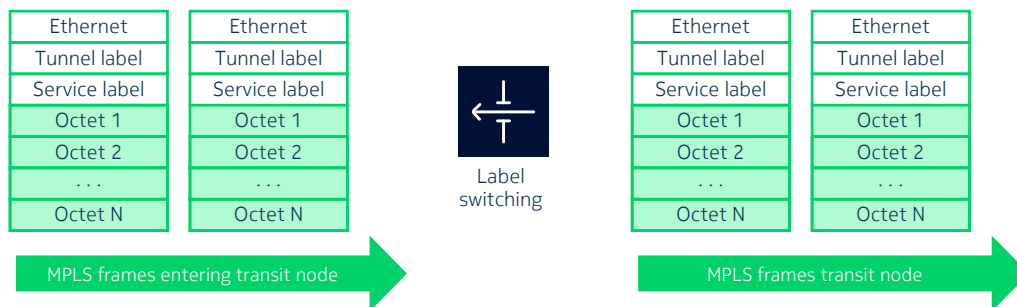 Ethernet
Tunnel label
Service label
Octet 1
Octet 2
. . .
Octet N
Ethernet
Tunnel label
Service label
Octet 1
Octet 2
. . .
Octet N
MPLS frames entering transit node
Label
switching
Ethernet
Tunnel label
Service label
Octet 1
Octet 2
. . .
Octet N
Ethernet
Tunnel label
Service label
Octet 1
Octet 2
. . .
Octet N
MPLS frames transit node